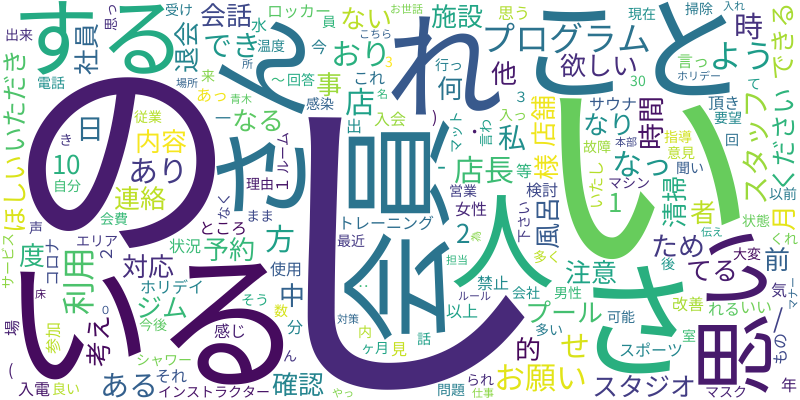 する
の
ん
れ
こと
い
し
いる
会員
人
さ
思い
せ
思っ
受け
会話
ロッカー
員
ない
お世話
施設
思う
現在
掃除
入れ
出来
社員
退会
でき
水
温度
今
こちら
おり
これ
何
他
プログラム
欲しい
言っ
て
できる
よう
時
ホリデー
電話
場所
所
来
～
回答
事
行っ
3
30
ほしい
いただき
日
従業
あっ
感染
青木
名
店
サウナ
頂き
要望
スタッフ
ください
き
内容
ー
なる
出
入会
)
マット
言わ
3
入っ
私
店舗
なり
時間
本部
回
10
自分
あり
理由
1
ルーム
・
-
様
故障
指導
意見
なっ
聞い
月
連絡
店長
等
いたし
マシン
以前
声
会費
なく
まま
営業
検討
1
清掃
者
状態
くれ
サービス
度
コロナ
エリア
2
ところ
状況
予約
方
トレーニング
女性
2
為
下さい
風呂
ため
伝え
最近
多く
後
てる
大変
前
利用
対応
使用
中
担当
注意
床
ホリデイ
そう
禁止
ルール
会社
男性
気
マナー
場
考え
。
ジム
数
分
内
以上
プール
改善
れる
いい
もの
一
参加
今後
感じ
対策
話
多い
可能
室
(
シャワー
ん
ヶ月
見
的
せ
スポーツ
入電
良い
ある
それ
インストラクター
確認
やっ
問題
られ
仕事
お願い
スタジオ
マスク
年